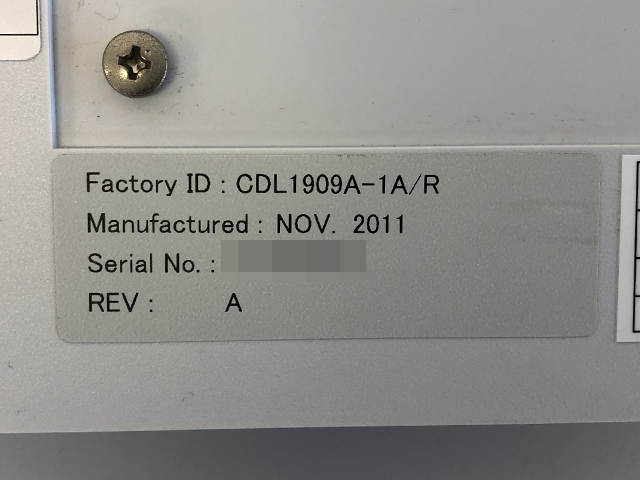 Factory ID : CDL1909A-1A/R
Manufactured : NOV. 2011
Serial No. :
REV : A